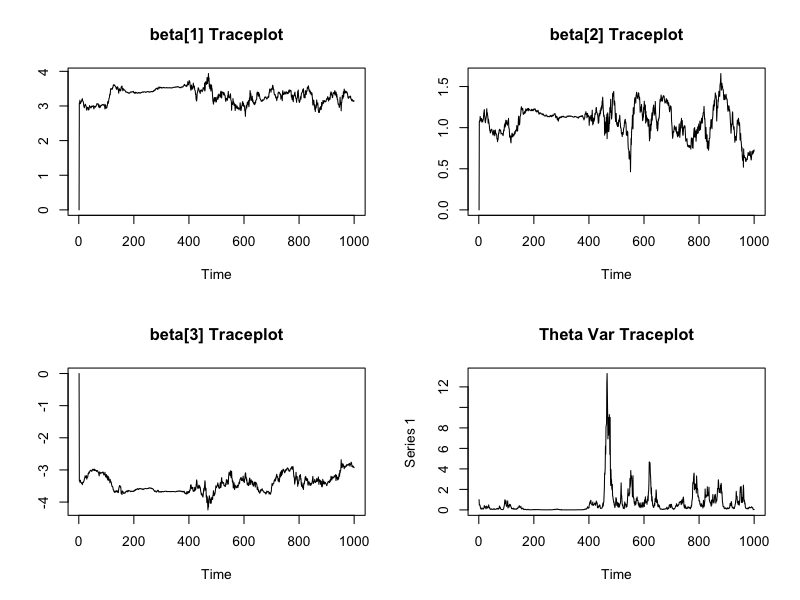 beta[1] Traceplot
0 1 2 3 4
0 200 400 600 800 1000
Time
beta[2] Traceplot
0.0 0.5 1.0 1.5
0 200 400 600 800 1000
Time
beta[3] Traceplot
-4 -3 -2 -1 0
0 200 400 600 800 1000
Time
Theta Var Traceplot
Series 1
0 2 4 6 8 12
0 200 400 600 800 1000
Time